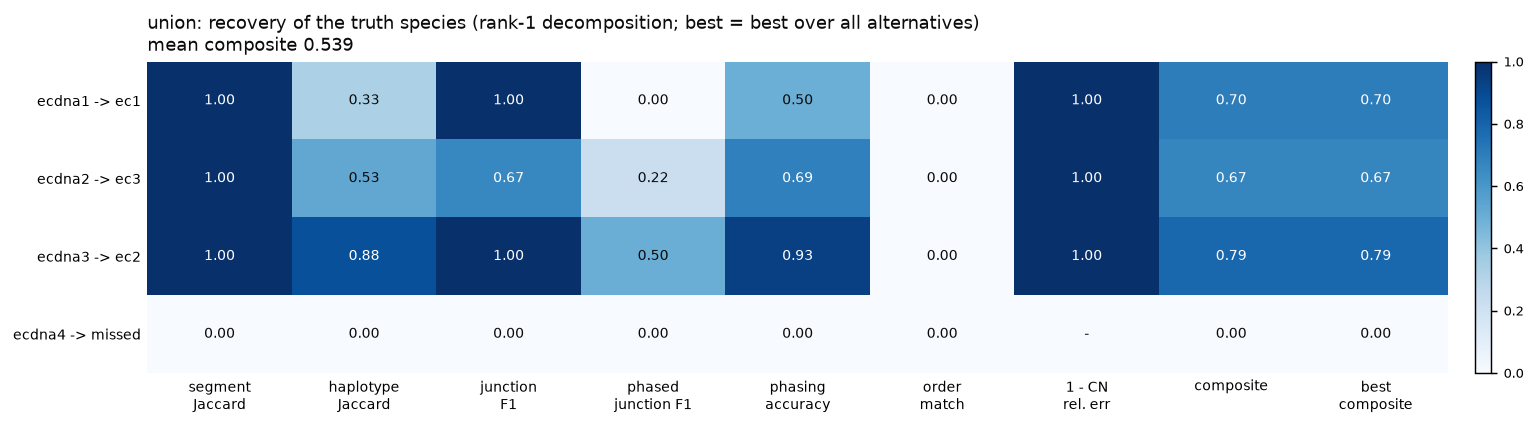 union: recovery of the truth species (rank-1 decomposition; best = best over all alternatives)
mean composite 0.539
ecdna1 -> ec1 1.00 0.33 1.00 0.00 0.50 0.00 1.00 0.70 0.70
ecdna2 -> ec3 1.00 0.53 0.67 0.22 0.69 0.00 1.00 0.67 0.67
ecdna3 -> ec2 1.00 0.88 1.00 0.50 0.93 0.00 1.00 0.79 0.79
ecdna4 -> missed 0.00 0.00 0.00 0.00 0.00 0.00 - 0.00 0.00
segment haplotype junction phased phasing order 1 - CN composite best
Jaccard Jaccard F1 junction F1 accuracy match rel. err composite
1.0
0.8
0.6
0.4
0.2
0.0